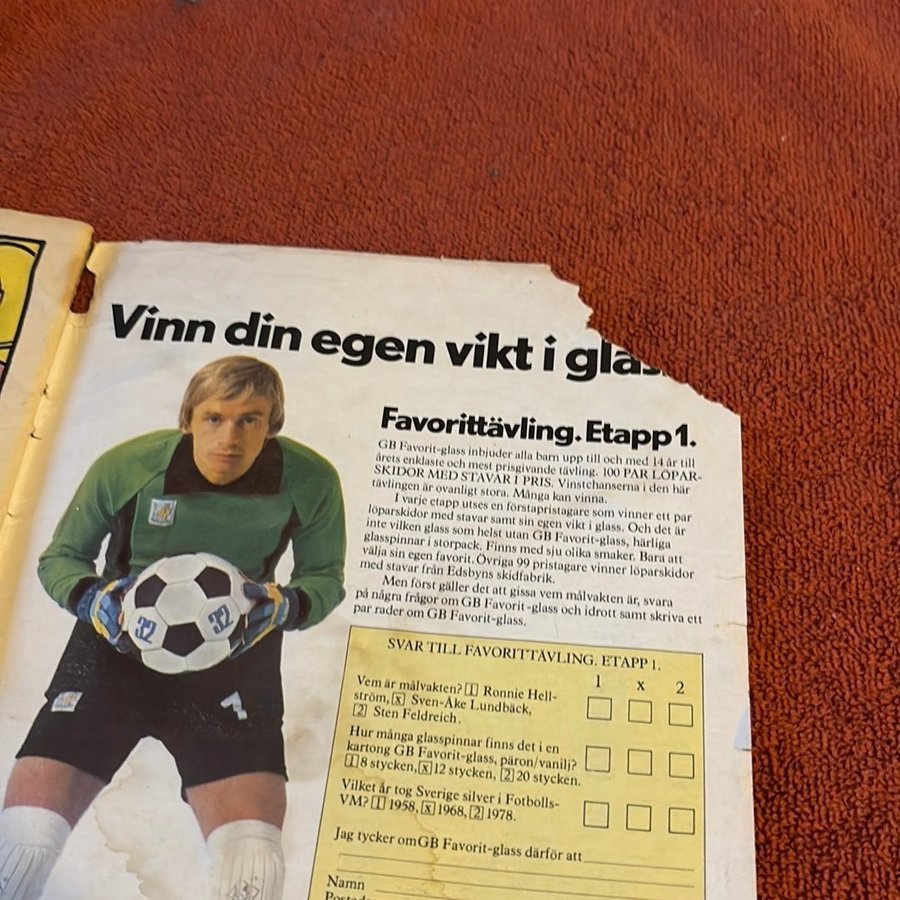 Vinn din egen vikt i
Favorittävling. Etapp 1.
GB Favorit-glass inbjuder alla barn upp till och med 14 år till
årets enklaste och mest prisgivande tävling. 100 PAR LÖPAR-
SKIDOR MED STAVAR I PRIS. Vinstchanserna i den här
tävlingen är ovanligt stora. Många kan vinna.
I varje etapp utses en förstapristagare som vinner ett par
löparskidor med stavar samt sin egen vikt i glass. Och det är
inte vilken glass som helst utan GB Favorit-glass, härliga
glasspinnar i storpack. Finns med sju olika smaker. Bara att
välja sin egen favorit. Övriga 99 pristagare vinner löparskidor
med stavar från Edsbyns skidfabrik.
Men först gäller det att gissa vem målvakten är, svara
på några frågor om GB Favorit-glass och idrott samt skriva ett
par rader om GB Favorit-glass.
SVAR TILL FAVORITTÄVLING. ETAPP 1.
1 x 2
Vem är målvakten? 1 Ronnie Hell-
ström, x Sven-Åke Lundbäck,
2 Sten Feldreich.
Hur många glasspinnar finns det i en
kartong GB Favorit-glass, päron/vanilj?
1 8 stycken, x 12 stycken, 2 20 stycken.
Vilket år tog Sverige silver i Fotbolls-
VM? 1 1958, x 1968, 2 1978.
Jag tycker om GB Favorit-glass därför att
Namn
32
32
1